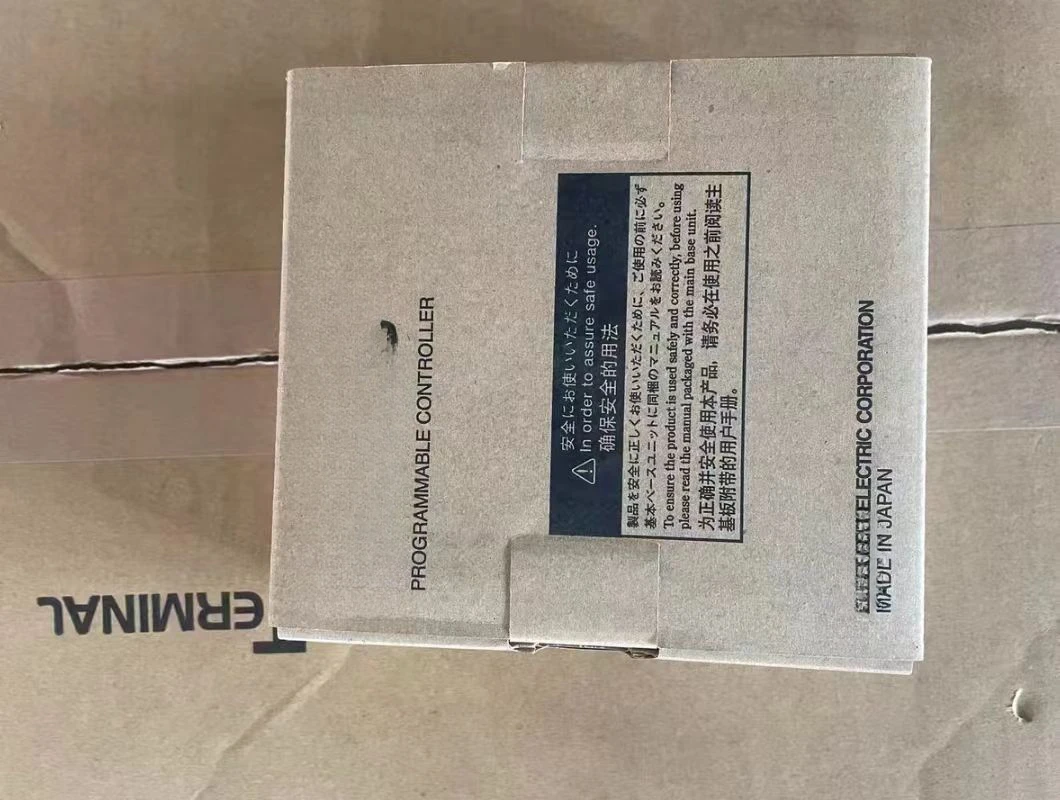 PROGRAMMABLE CONTROLLER
安全にお使いいただくために
In order to assure safe usage.
确保安全的用法
製品を安全に正しくお使いいただくために、ご使用の前に必ず
基本ベースユニットに同梱のマニュアルをお読みください。
To ensure the product is used safely and correctly, before using
please read the manual packaged with the main base unit.
为正确并安全使用本产品，请务必在使用之前阅读主
基板附带的用户手册。
ELECTRIC CORPORATION
MADE IN JAPAN
TERMINAL